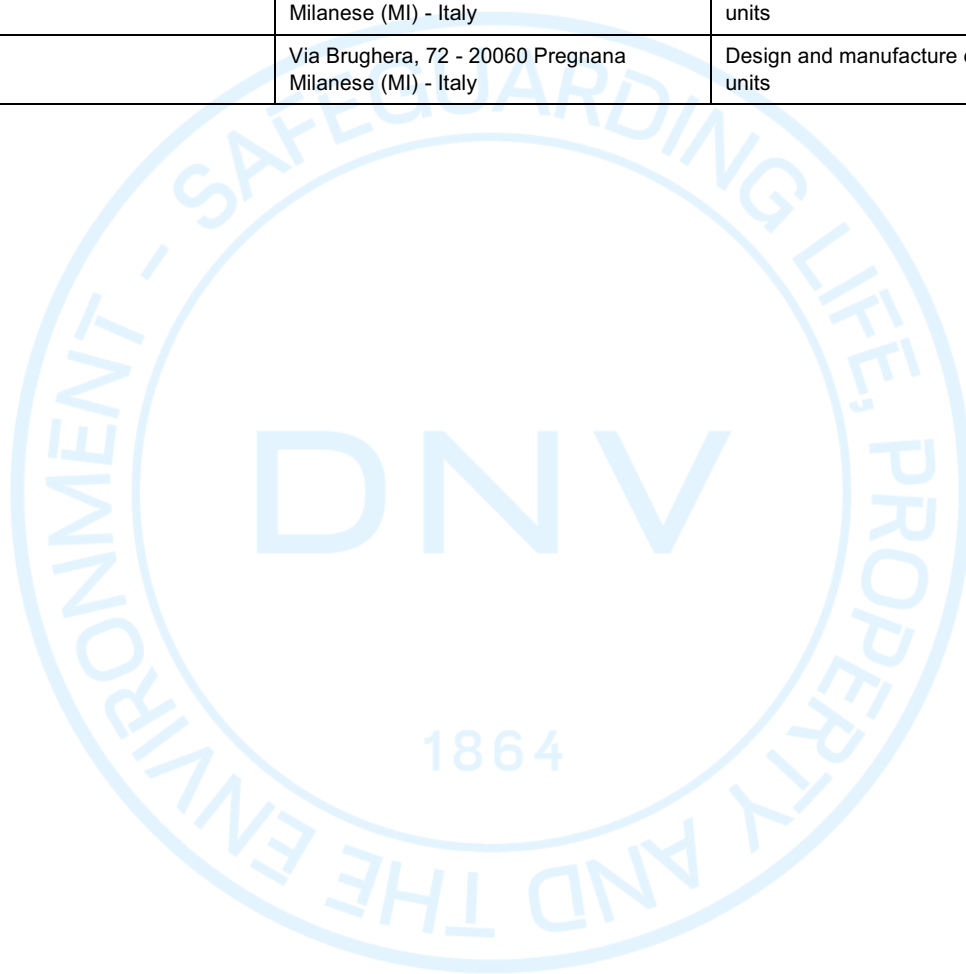 Milanese (MI) - Italy
units
Via Brughera, 72 - 20060 Pregnana
Milanese (MI) - Italy
Design and manufacture
units
SAFEGUARDING LIFE, PROPERTY AND THE ENVIRONMENT -
DNV
1864